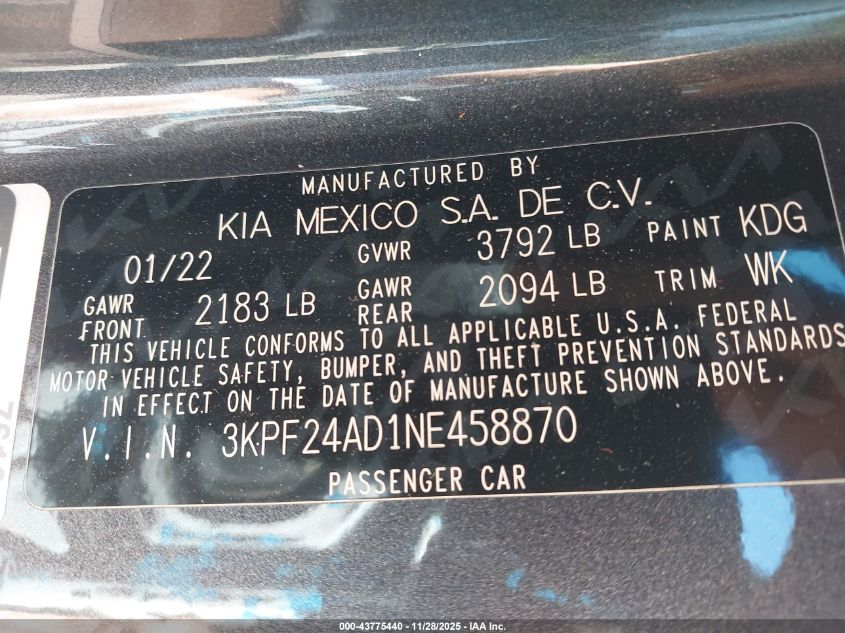 MANUFACTURED BY
KIA MEXICO S.A. DE C.V.
01/22 GVWR 3792 LB PAINT KDG
GAWR FRONT 2183 LB GAWR REAR 2094 LB TRIM WK
THIS VEHICLE CONFORMS TO ALL APPLICABLE U.S.A. FEDERAL
MOTOR VEHICLE SAFETY, BUMPER, AND THEFT PREVENTION STANDARDS
IN EFFECT ON THE DATE OF MANUFACTURE SHOWN ABOVE.
V.I.N. 3KPF24AD1NE458870
PASSENGER CAR
000-43775440 - 11/28/2025 - IAA Inc.